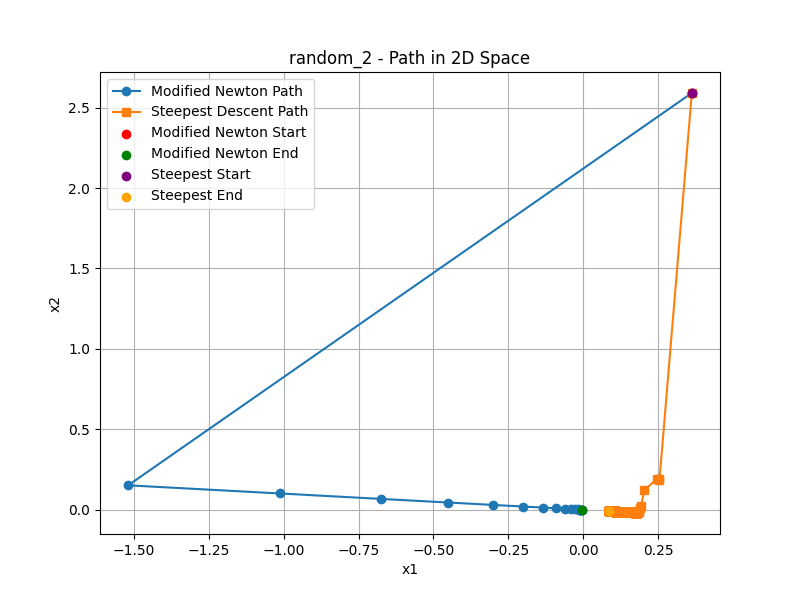 random_2 - Path in 2D Space
Modified Newton Path
Steepest Descent Path
Modified Newton Start
Modified Newton End
Steepest Start
Steepest End
x2
2.5
2.0
1.5
1.0
0.5
0.0
−1.50 −1.25 −1.00 −0.75 −0.50 −0.25 0.00 0.25
x1